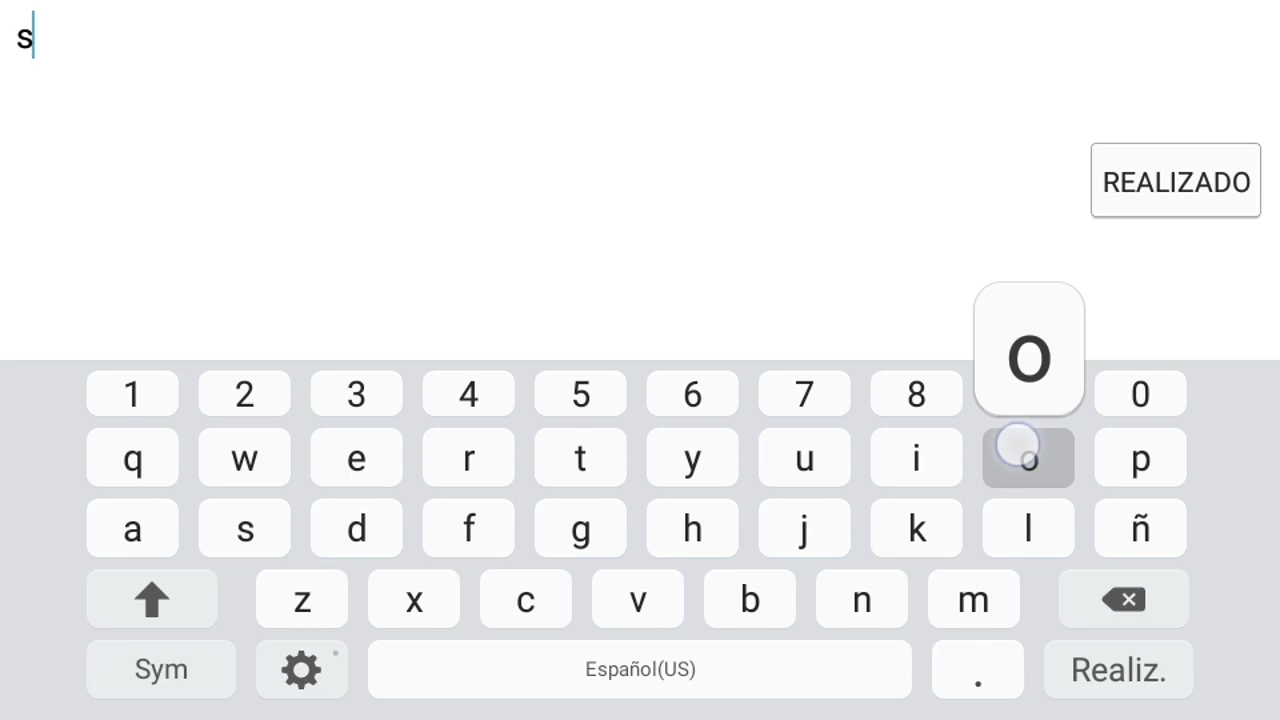 s
REALIZADO
o
1 2 3 4 5 6 7 8 0
q w e r t y u i o p
a s d f g h j k l ñ
z x c v b n m
Sym Español(US) . Realiz.